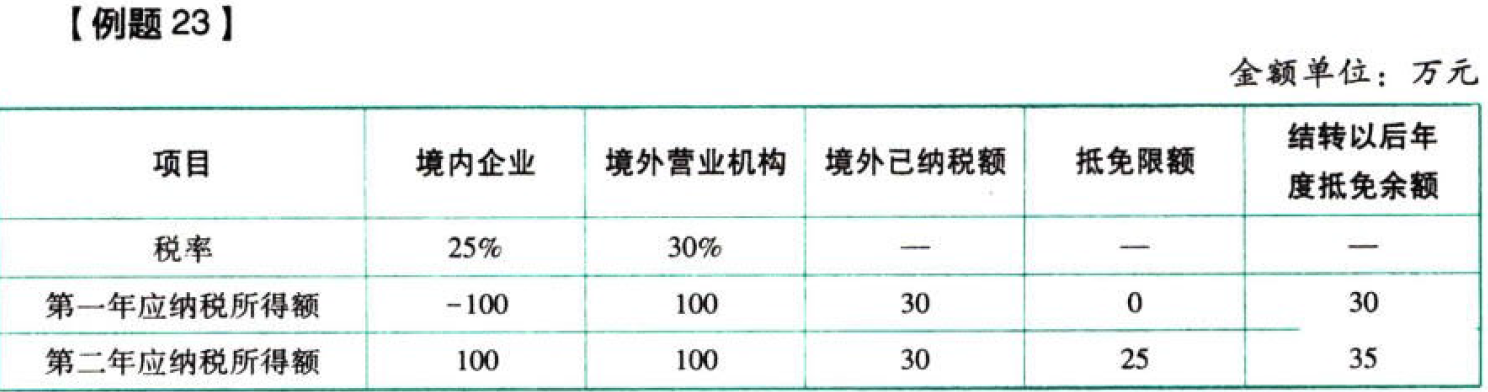 【例题 23】
金额单位：万元
项目 境内企业 境外营业机构 境外已纳税额 抵免限额 结转以后年度抵免余额
税率 25% 30% — — —
第一年应纳税所得额 -100 100 30 0 30
第二年应纳税所得额 100 100 30 25 35